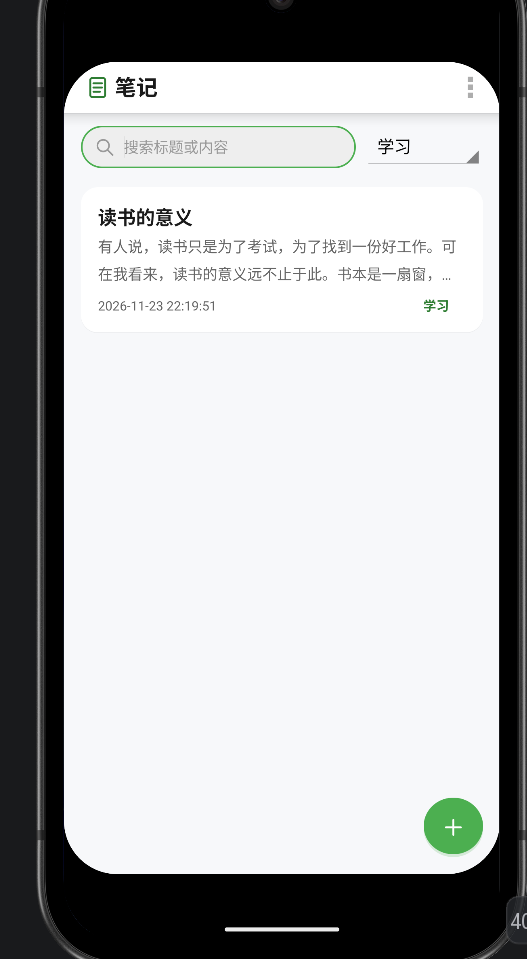 笔记
搜索标题或内容
学习
读书的意义
有人说，读书只是为了考试，为了找到一份好工作。可
在我看来，读书的意义远不止于此。书本是一扇窗，…
2026-11-23 22:19:51
学习
40